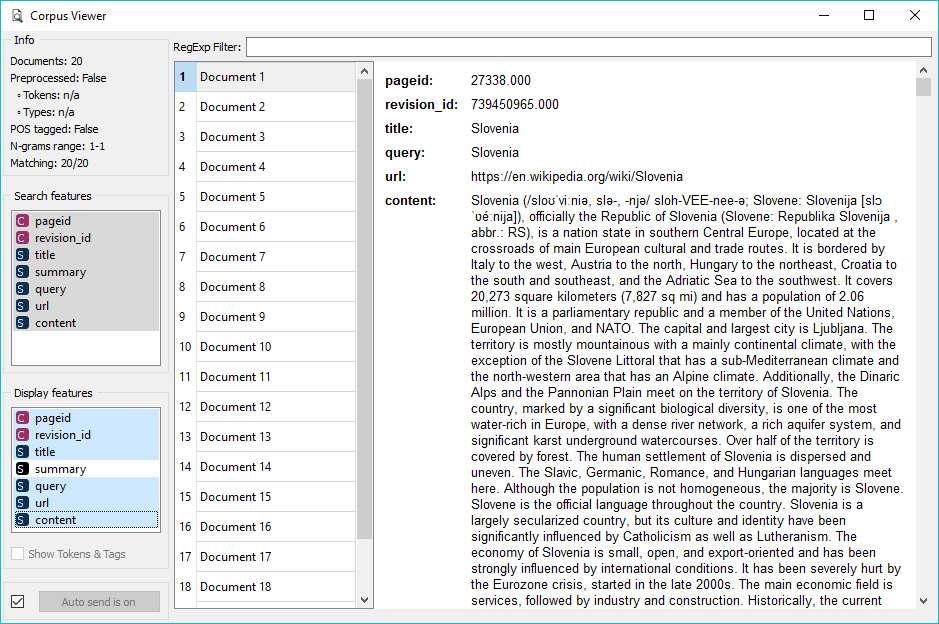 Corpus Viewer
Info
Documents: 20
Preprocessed: False
◦ Tokens: n/a
◦ Types: n/a
POS tagged: False
N-grams range: 1-1
Matching: 20/20
Search features
C pageid
C revision_id
S title
S summary
S query
S url
S content
Display features
C pageid
C revision_id
S title
S summary
S query
S url
S content
Show Tokens & Tags
Auto send is on
RegExp Filter:
1 Document 1
2 Document 2
3 Document 3
4 Document 4
5 Document 5
6 Document 6
7 Document 7
8 Document 8
9 Document 9
10 Document 10
11 Document 11
12 Document 12
13 Document 13
14 Document 14
15 Document 15
16 Document 16
17 Document 17
18 Document 18
pageid: 27338.000
revision_id: 739450965.000
title: Slovenia
query: Slovenia
url: https://en.wikipedia.org/wiki/Slovenia
content: Slovenia (/sloʊˈviːniə, slə-, -njə/ sloh-VEE-nee-ə; Slovene: Slovenija [slɔ
ˈʋéːnija]), officially the Republic of Slovenia (Slovene: Republika Slovenija ,
abbr.: RS), is a nation state in southern Central Europe, located at the
crossroads of main European cultural and trade routes. It is bordered by
Italy to the west, Austria to the north, Hungary to the northeast, Croatia to
the south and southeast, and the Adriatic Sea to the southwest. It covers
20,273 square kilometers (7,827 sq mi) and has a population of 2.06
million. It is a parliamentary republic and a member of the United Nations,
European Union, and NATO. The capital and largest city is Ljubljana. The
territory is mostly mountainous with a mainly continental climate, with the
exception of the Slovene Littoral that has a sub-Mediterranean climate and
the north-western area that has an Alpine climate. Additionally, the Dinaric
Alps and the Pannonian Plain meet on the territory of Slovenia. The
country, marked by a significant biological diversity, is one of the most
water-rich in Europe, with a dense river network, a rich aquifer system, and
significant karst underground watercourses. Over half of the territory is
covered by forest. The human settlement of Slovenia is dispersed and
uneven. The Slavic, Germanic, Romance, and Hungarian languages meet
here. Although the population is not homogeneous, the majority is Slovene.
Slovene is the official language throughout the country. Slovenia is a
largely secularized country, but its culture and identity have been
significantly influenced by Catholicism as well as Lutheranism. The
economy of Slovenia is small, open, and export-oriented and has been
strongly influenced by international conditions. It has been severely hurt by
the Eurozone crisis, started in the late 2000s. The main economic field is
services, followed by industry and construction. Historically, the current